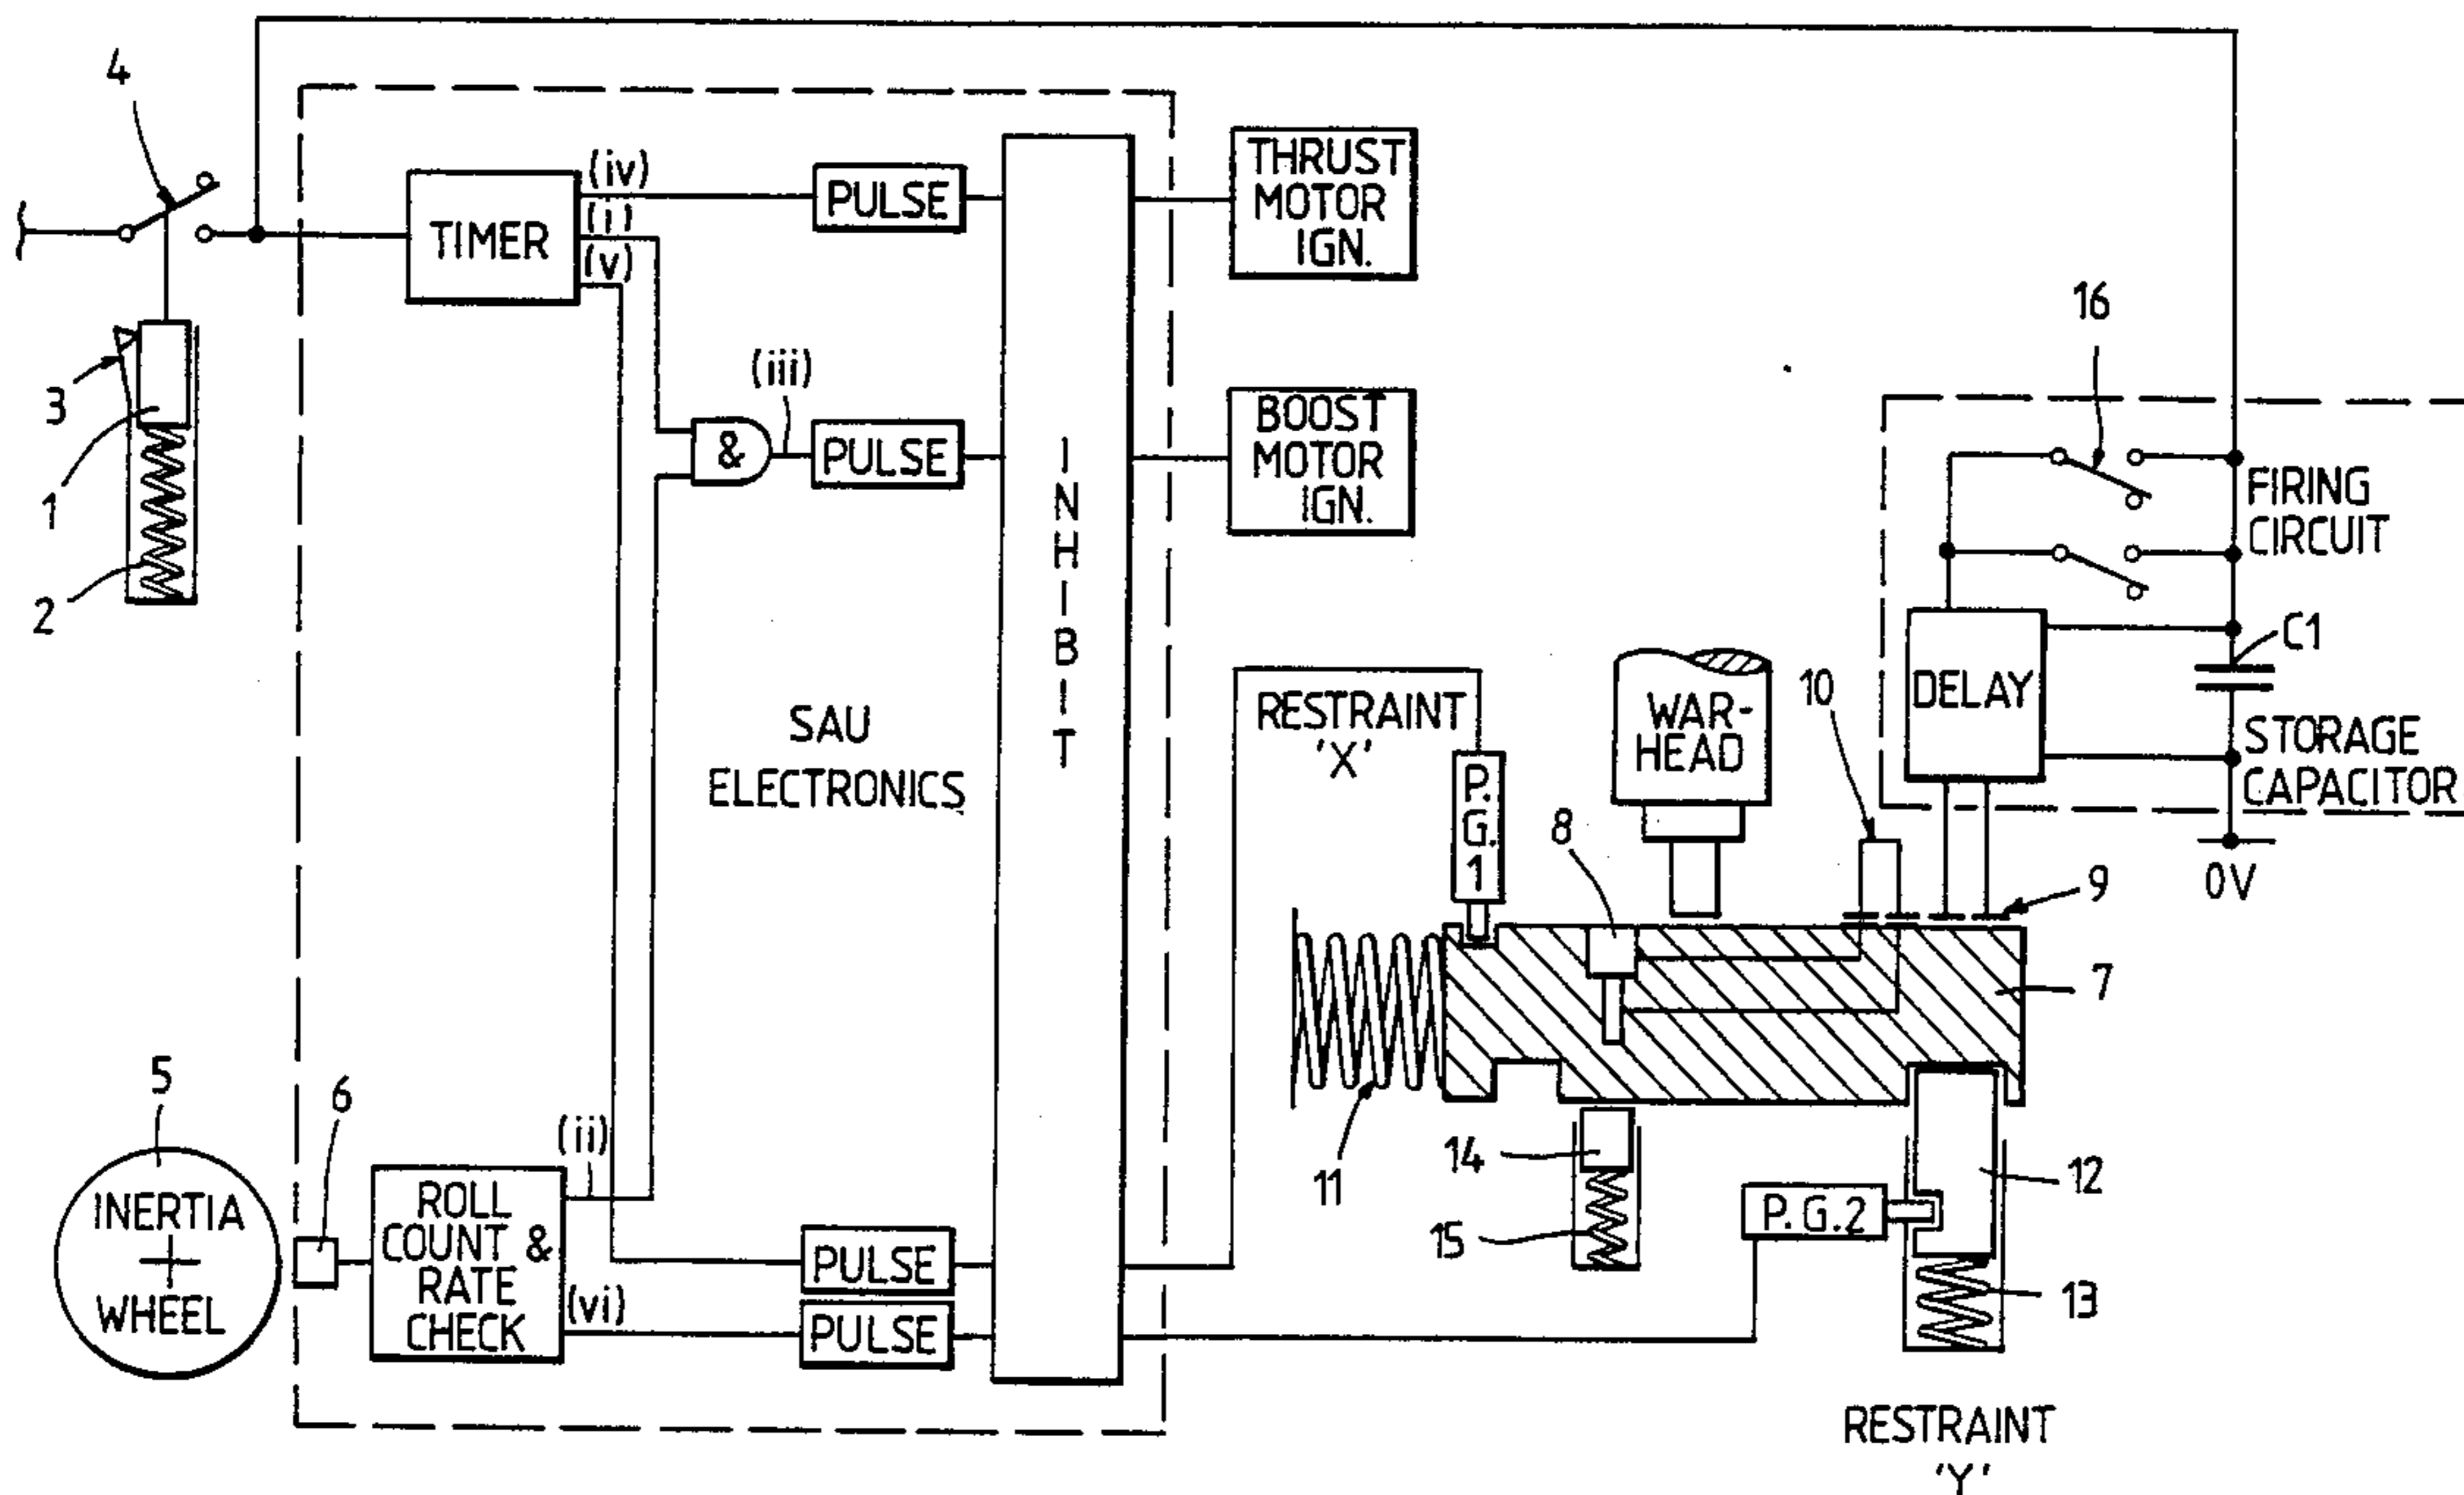 4
(iv)
PULSE
THRUST
MOTOR
IGN.
(i)
TIMER
(v)
16
3
(iii)
&
PULSE
BOOST
MOTOR
IGN.
FIRING
CIRCUIT
1
2
INHIBIT
C1
10
DELAY
RESTRAINT
'X'
WAR-
HEAD
SAU
ELECTRONICS
STORAGE
CAPACITOR
P.
G.
1
8
0V
9
7
5
6
(ii)
INERTIA
WHEEL
ROLL
COUNT &
RATE
CHECK
11
14
15
12
P.G.2
PULSE
(vi)
PULSE
13
RESTRAINT
'Y'